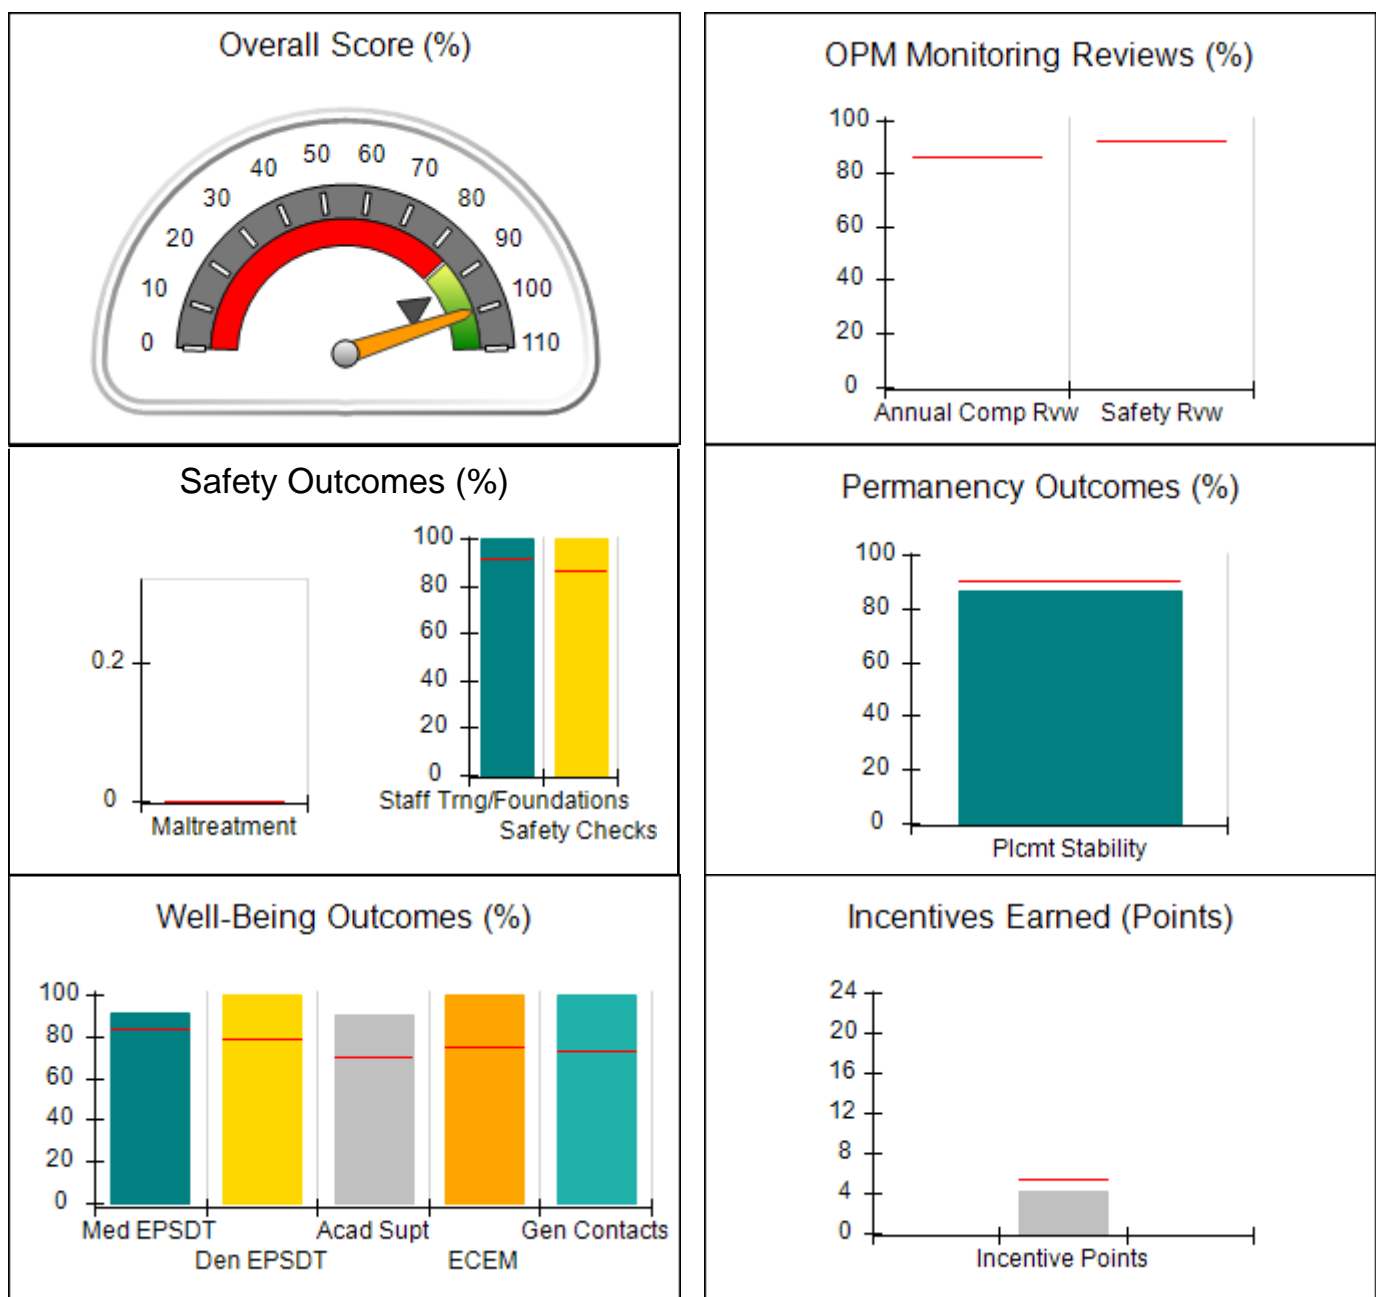 Overall Score (%)
0
10
20
30
40
50
60
70
80
90
100
110
OPM Monitoring Reviews (%)
100
80
60
40
20
0
Annual Comp Rvw
Safety Rvw
Safety Outcomes (%)
0.2
0
Maltreatment
100
80
60
40
20
0
Staff Trng/Foundations
Safety Checks
Permanency Outcomes (%)
100
80
60
40
20
0
Plcmt Stability
Well-Being Outcomes (%)
100
80
60
40
20
0
Med EPSDT
Den EPSDT
Acad Supt
ECEM
Gen Contacts
Incentives Earned (Points)
24
20
16
12
8
4
0
Incentive Points